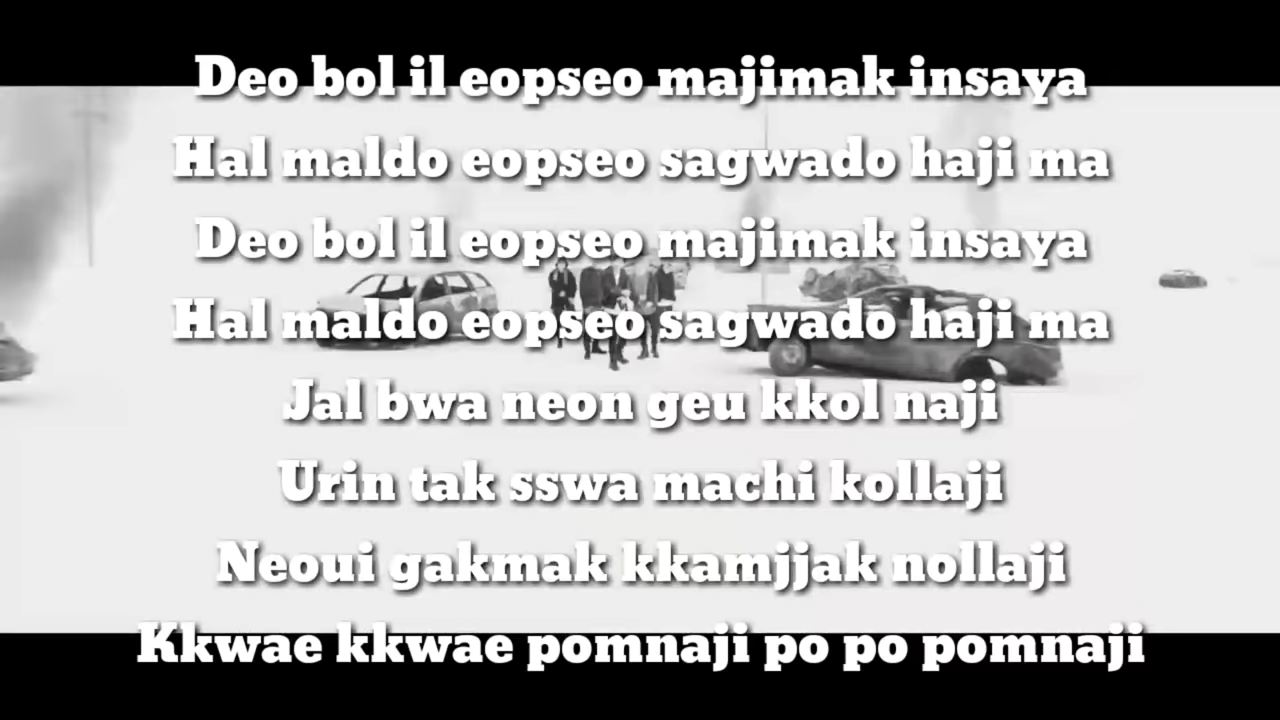 Deo bol il eopseo majimak insaya
Hal maldo eopseo sagwado haji ma
Deo bol il eopseo majimak insaya
Hal maldo eopseo sagwado haji ma
Jal bwa neon geu kkol naji
Urin tak sswa machi kollaji
Neoui gakmak kkamjjak nollaji
Kkwae kkwae pomnaji po po pomnaji